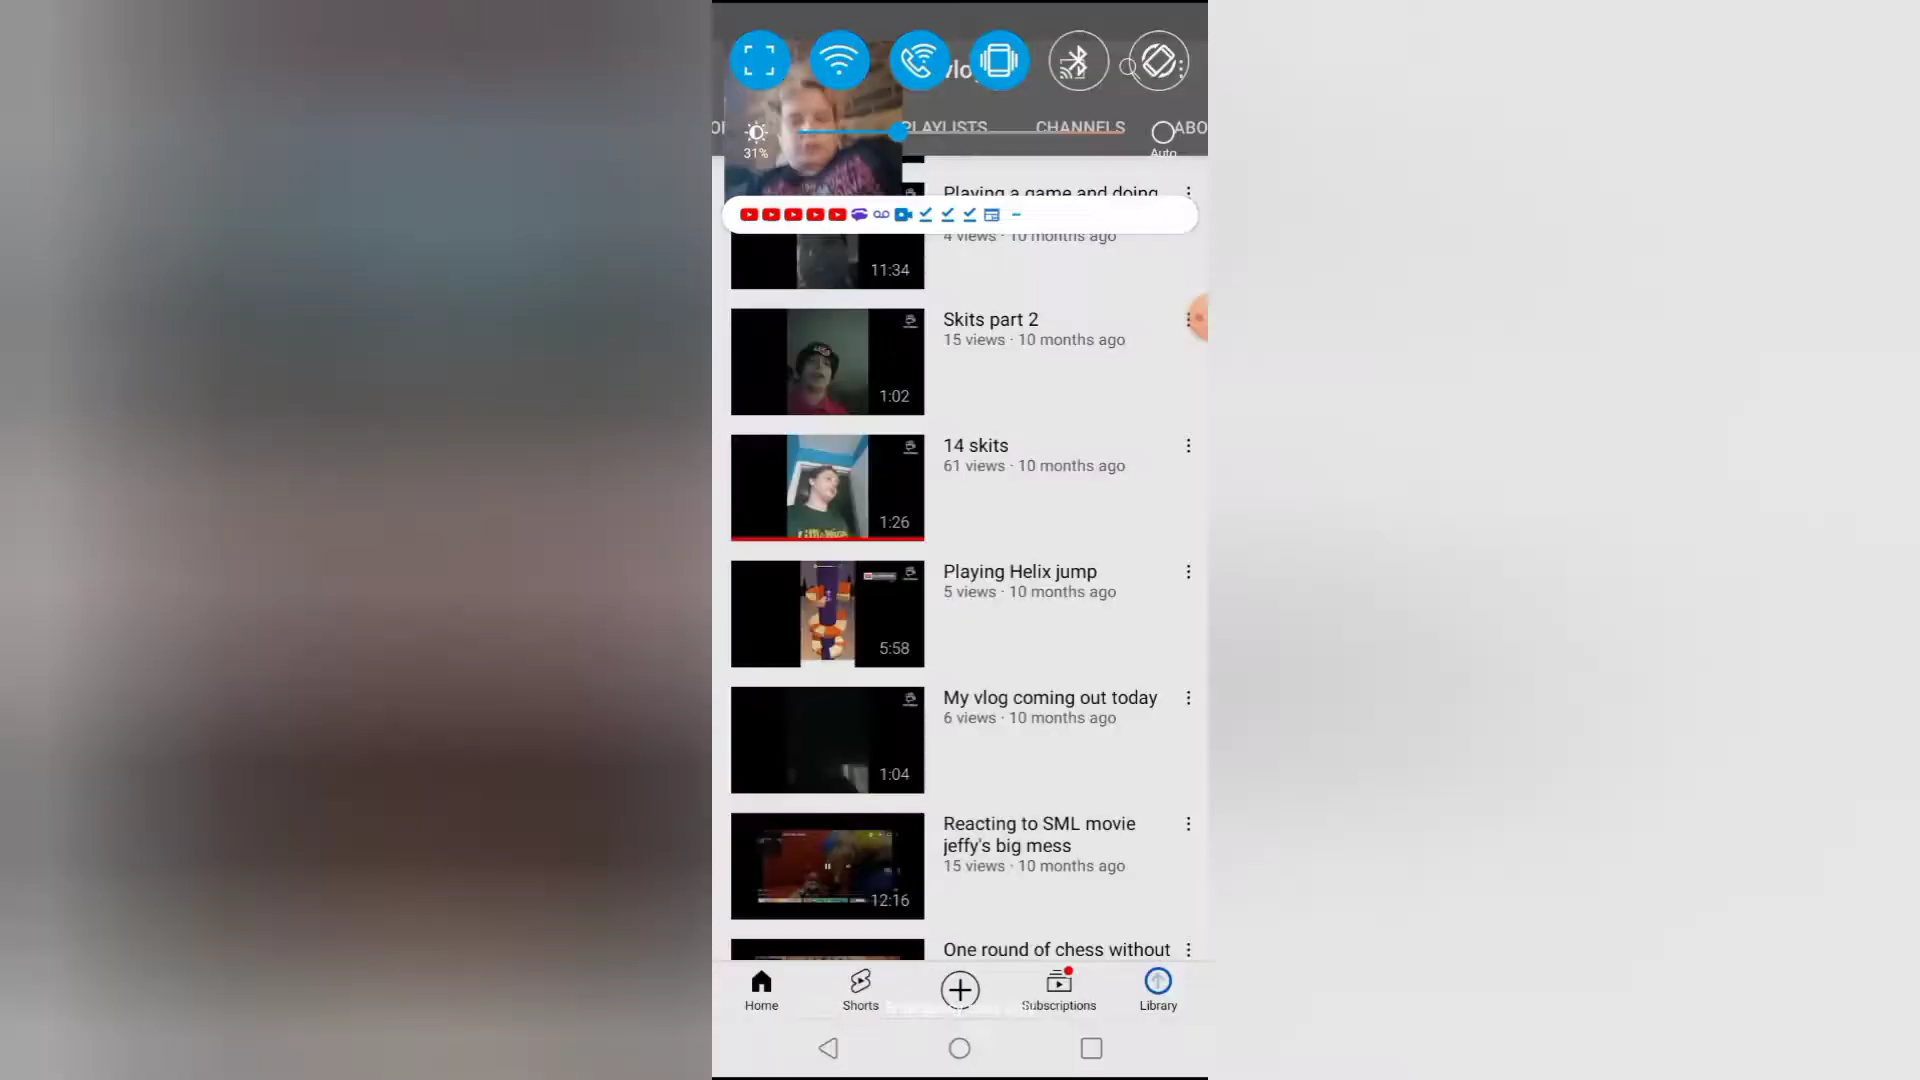 vlo
PLAYLISTS
CHANNELS
ABO
31%
Auto
Playing a game and doing
4 views · 10 months ago
11:34
Skits part 2
15 views · 10 months ago
1:02
14 skits
61 views · 10 months ago
1:26
Playing Helix jump
5 views · 10 months ago
5:58
My vlog coming out today
6 views · 10 months ago
1:04
Reacting to SML movie
jeffy's big mess
15 views · 10 months ago
12:16
One round of chess without
Home
Shorts
Subscriptions
Library